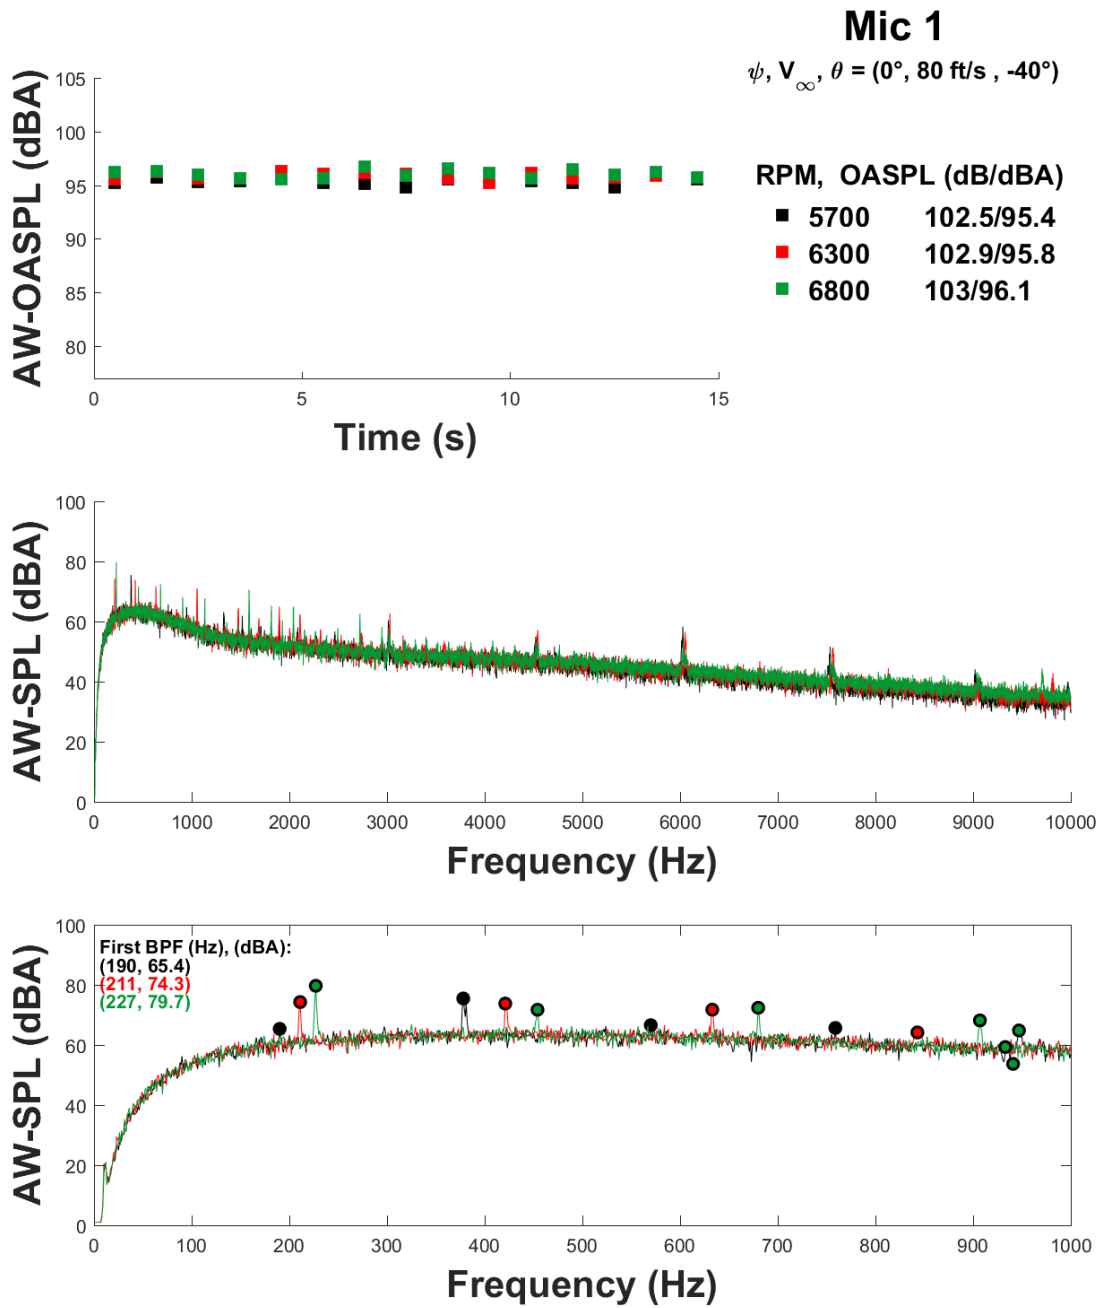 Mic 1
ψ, V∞, θ = (0°, 80 ft/s , -40°)
RPM, OASPL (dB/dBA)
5700 102.5/95.4
6300 102.9/95.8
6800 103/96.1
AW-OASPL (dBA)
105
100
95
90
85
80
0 5 10 15
Time (s)
AW-SPL (dBA)
100
80
60
40
20
0
0 1000 2000 3000 4000 5000 6000 7000 8000 9000 10000
Frequency (Hz)
AW-SPL (dBA)
100
80
60
40
20
0
First BPF (Hz), (dBA):
(190, 65.4)
(211, 74.3)
(227, 79.7)
0 100 200 300 400 500 600 700 800 900 1000
Frequency (Hz)